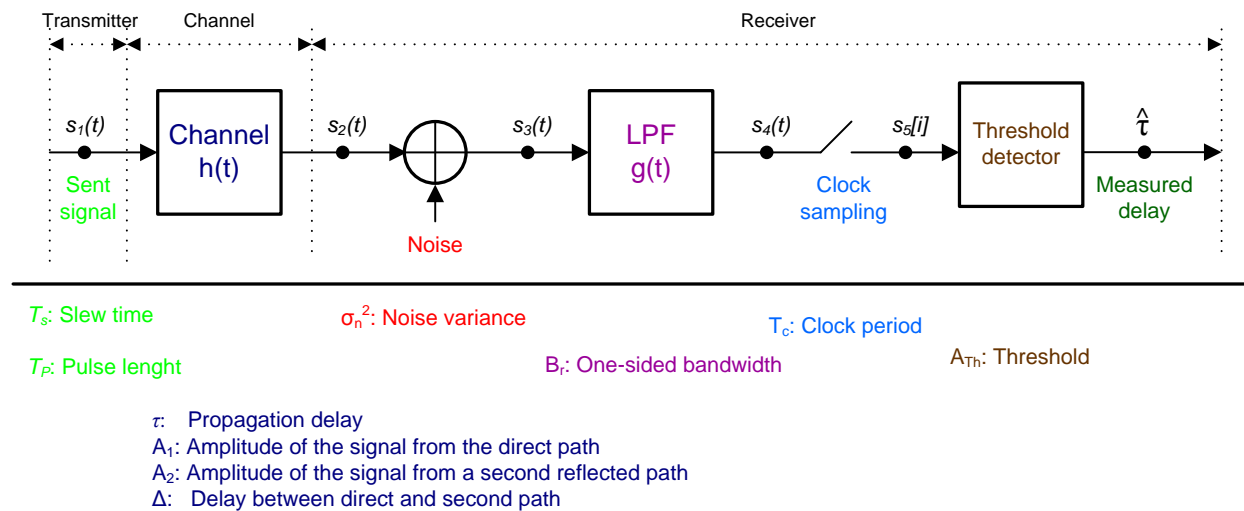 Transmitter Channel Receiver
s₁(t) s₂(t) s₃(t) s₄(t) s₅[i] τ̂
Channel
h(t)
LPF
g(t)
Threshold
detector
Sent
signal
Noise
Clock
sampling
Measured
delay
Tₛ: Slew time
σₙ²: Noise variance
T_c: Clock period
T_P: Pulse lenght
Bᵣ: One-sided bandwidth
A_Th: Threshold
τ: Propagation delay
A₁: Amplitude of the signal from the direct path
A₂: Amplitude of the signal from a second reflected path
Δ: Delay between direct and second path